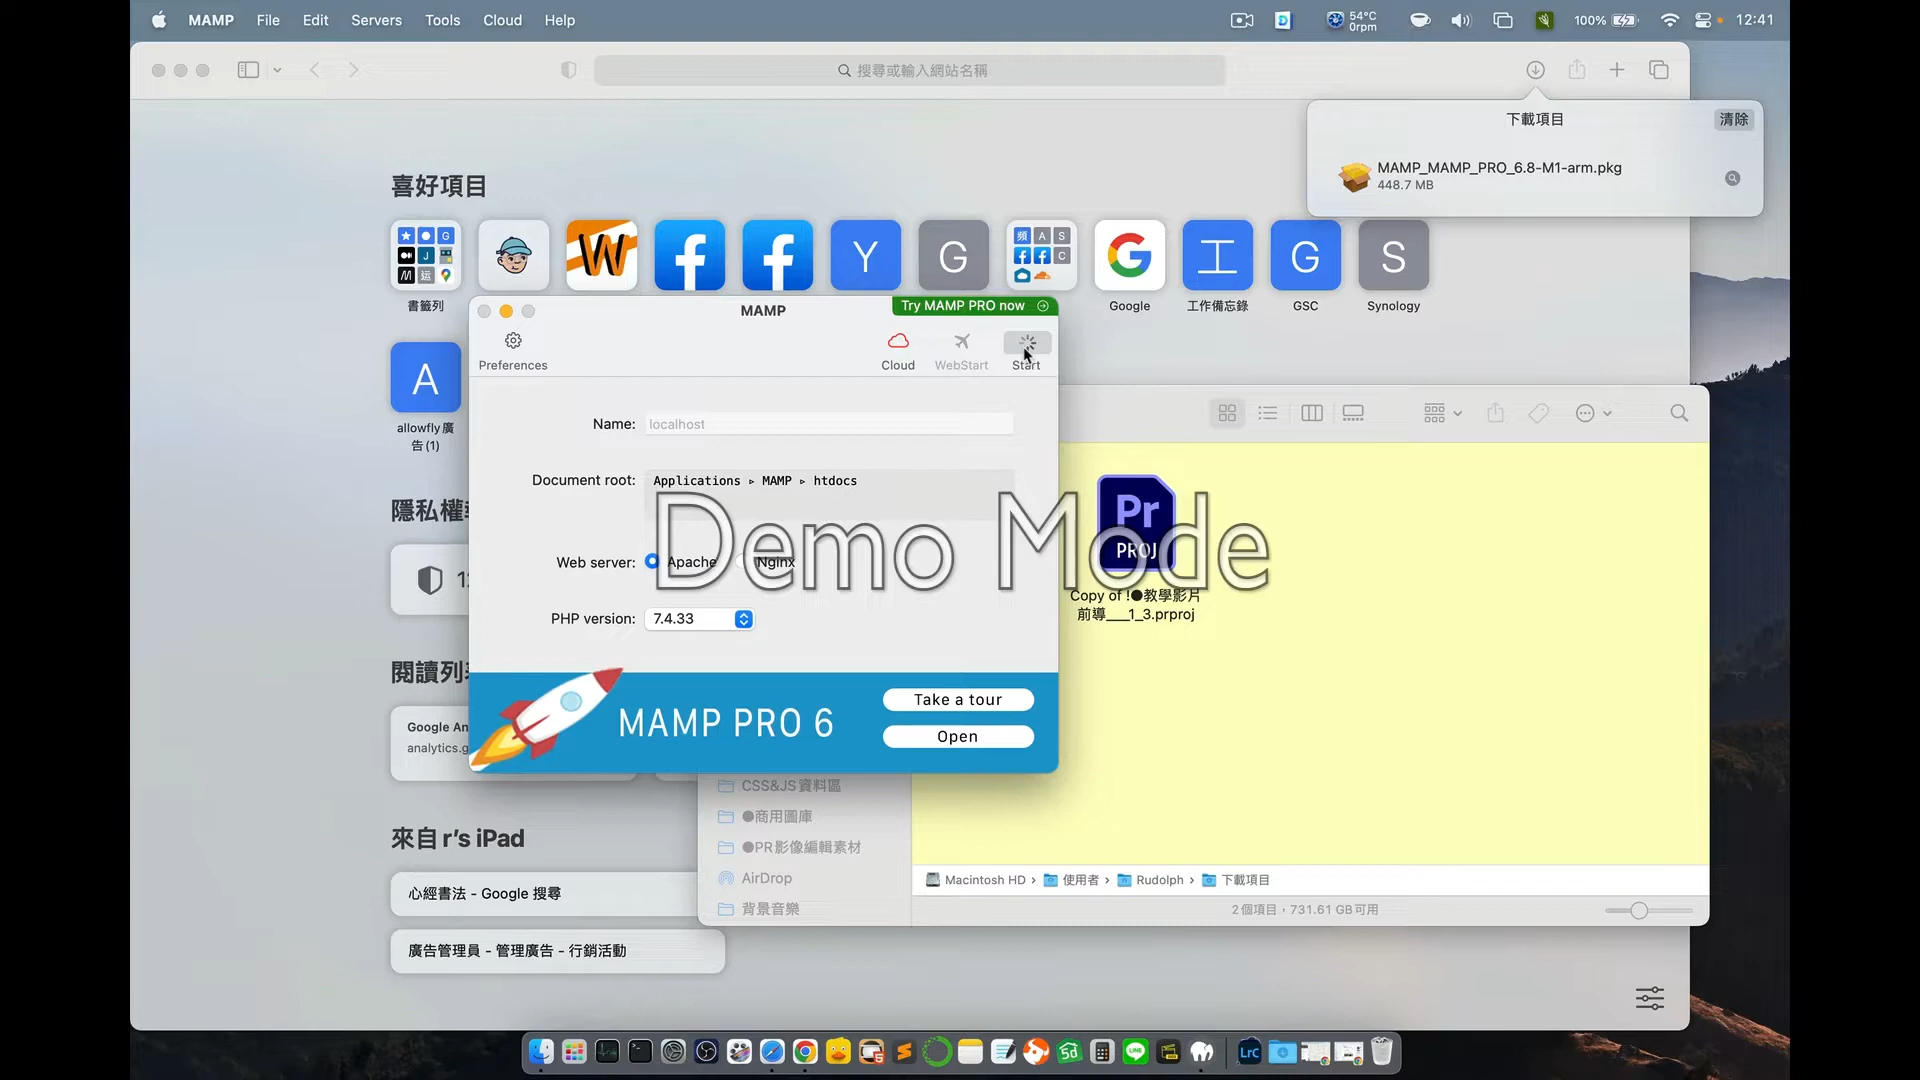 MAMP File Edit Servers Tools Cloud Help
54°C
0rpm
100%
12:41
搜尋或輸入網站名稱
下載項目
清除
MAMP_MAMP_PRO_6.8-M1-arm.pkg
448.7 MB
喜好項目
Y
G
G
S
書籤列
Google
工作備忘錄
GSC
Synology
MAMP
Try MAMP PRO now
Preferences
Cloud
WebStart
Start
A
allowfly廣
告(1)
Name:
localhost
Document root:
Applications ▸ MAMP ▸ htdocs
隱私權
Demo Mode
Pr
PROJ
Web server:
Apache
Nginx
Copy of !●教學影片
前導___1_3.prproj
PHP version:
7.4.33
閱讀列
Google An
analytics.g
MAMP PRO 6
Take a tour
Open
CSS&JS資料區
●商用圖庫
●PR影像編輯素材
AirDrop
背景音樂
來自 r’s iPad
心經書法 – Google 搜尋
廣告管理員 – 管理廣告 – 行銷活動
Macintosh HD › 使用者 › Rudolph › 下載項目
2個項目，731.61 GB可用
LrC